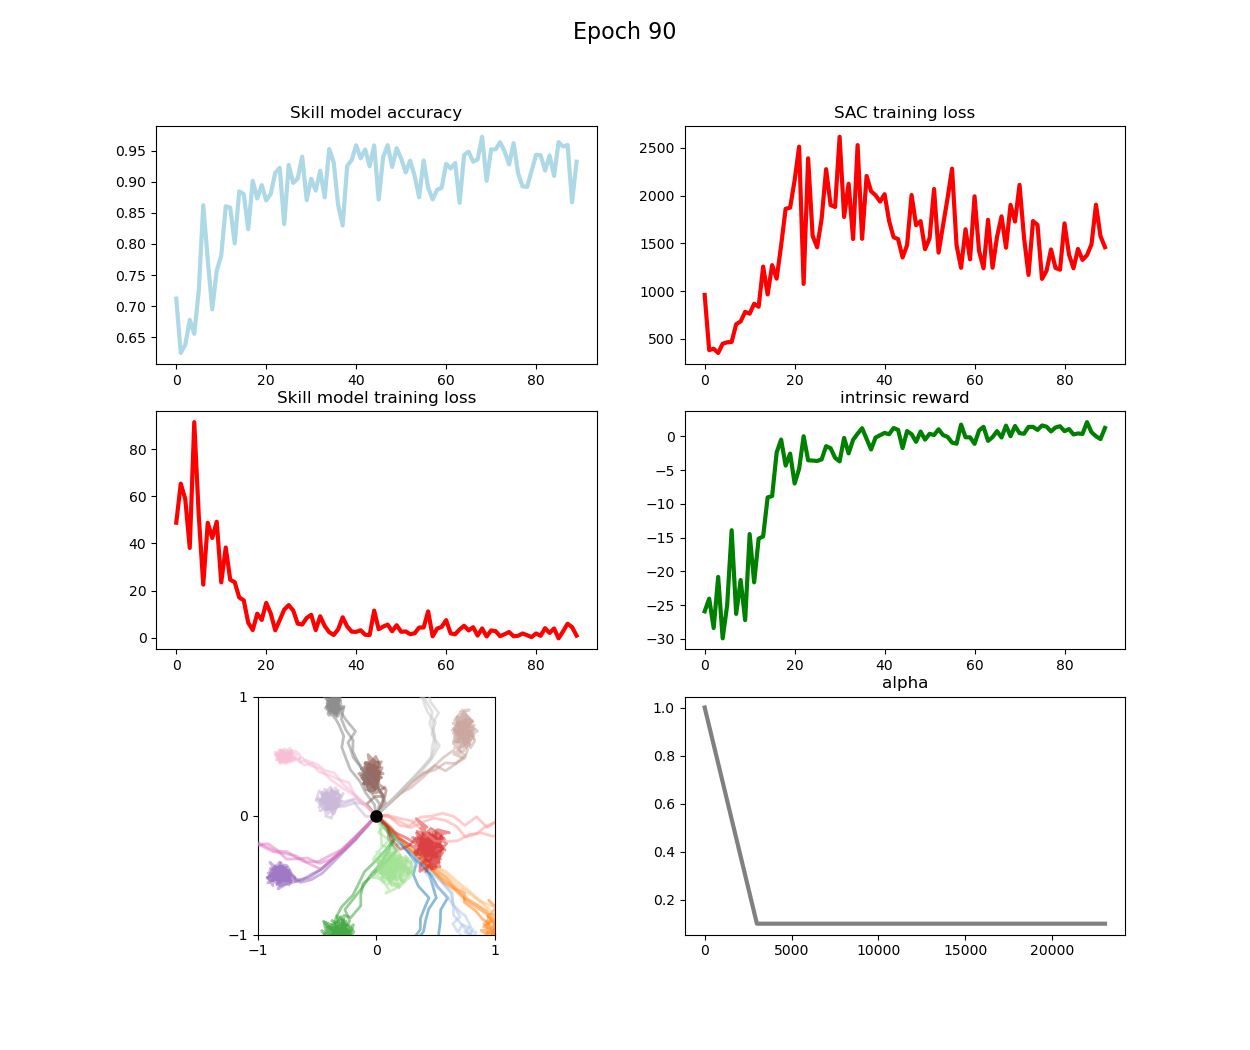 Epoch 90
Skill model accuracy
0.95
0.90
0.85
0.80
0.75
0.70
0.65
0 20 40 60 80
SAC training loss
2500
2000
1500
1000
500
0 20 40 60 80
Skill model training loss
80
60
40
20
0
0 20 40 60 80
intrinsic reward
0
−5
−10
−15
−20
−25
−30
0 20 40 60 80
1
0
−1
−1 0 1
alpha
1.0
0.8
0.6
0.4
0.2
0 5000 10000 15000 20000